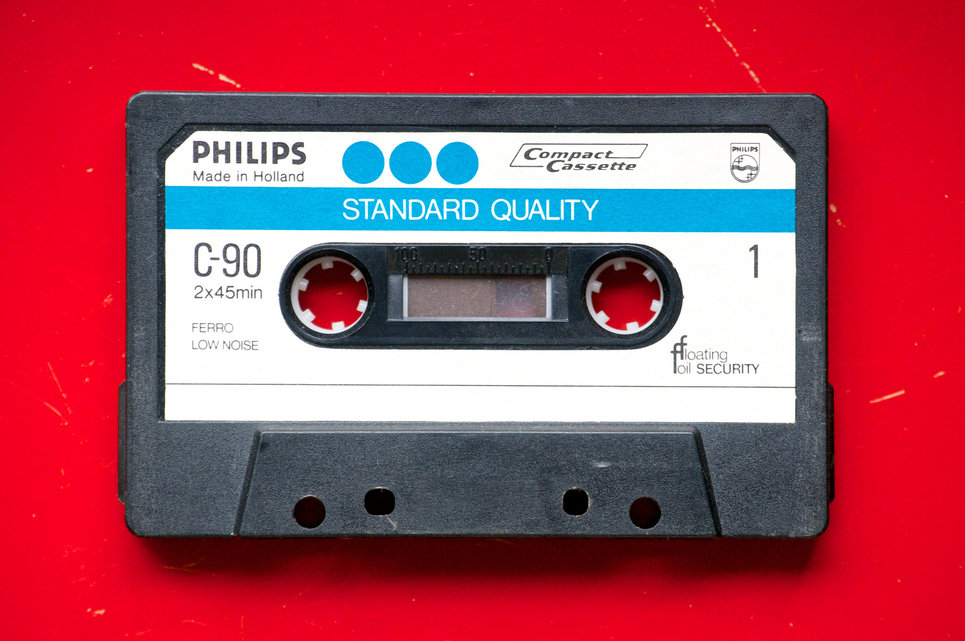 PHILIPS
Made in Holland
Compact
Cassette
PHILIPS
STANDARD QUALITY
C-90
2x45min
100 50 0
1
FERRO
LOW NOISE
floating
foil SECURITY